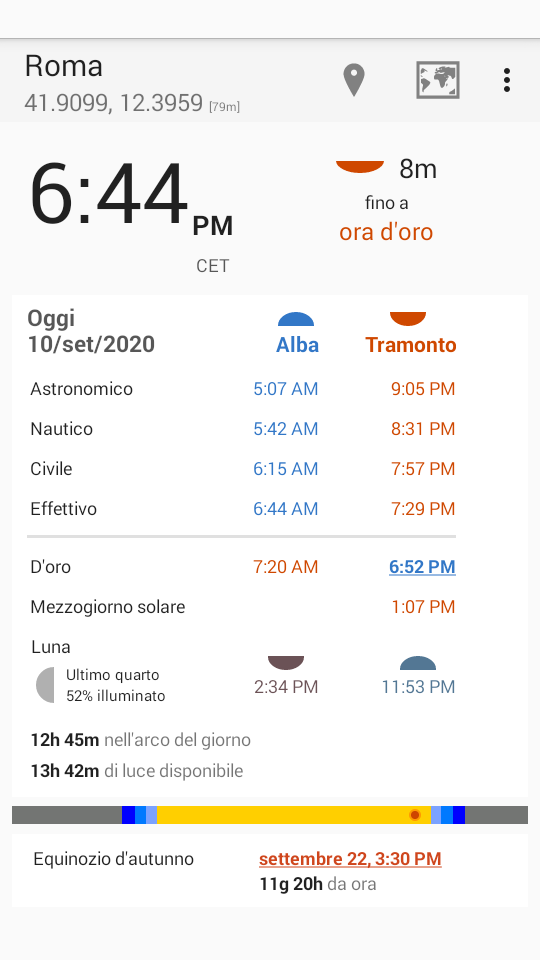 Roma
41.9099, 12.3959 [79m]
6:44 PM
CET
8m
fino a
ora d'oro
Oggi
10/set/2020
Alba
Tramonto
Astronomico 5:07 AM 9:05 PM
Nautico 5:42 AM 8:31 PM
Civile 6:15 AM 7:57 PM
Effettivo 6:44 AM 7:29 PM
D'oro 7:20 AM 6:52 PM
Mezzogiorno solare 1:07 PM
Luna
Ultimo quarto
52% illuminato
2:34 PM 11:53 PM
12h 45m nell'arco del giorno
13h 42m di luce disponibile
Equinozio d'autunno settembre 22, 3:30 PM
11g 20h da ora